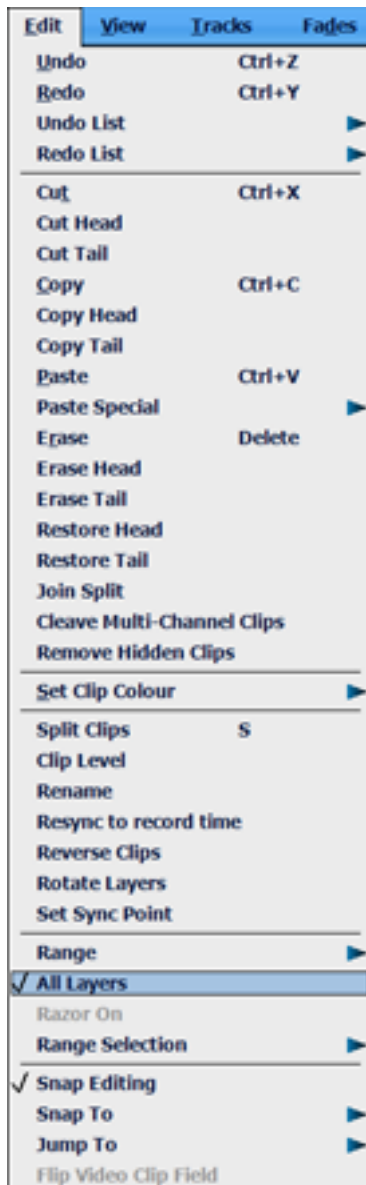 Edit View Tracks Fades
Undo Ctrl+Z
Redo Ctrl+Y
Undo List
Redo List
Cut Ctrl+X
Cut Head
Cut Tail
Copy Ctrl+C
Copy Head
Copy Tail
Paste Ctrl+V
Paste Special
Erase Delete
Erase Head
Erase Tail
Restore Head
Restore Tail
Join Split
Cleave Multi-Channel Clips
Remove Hidden Clips
Set Clip Colour
Split Clips S
Clip Level
Rename
Resync to record time
Reverse Clips
Rotate Layers
Set Sync Point
Range
All Layers
Razor On
Range Selection
Snap Editing
Snap To
Jump To
Flip Video Clip Field